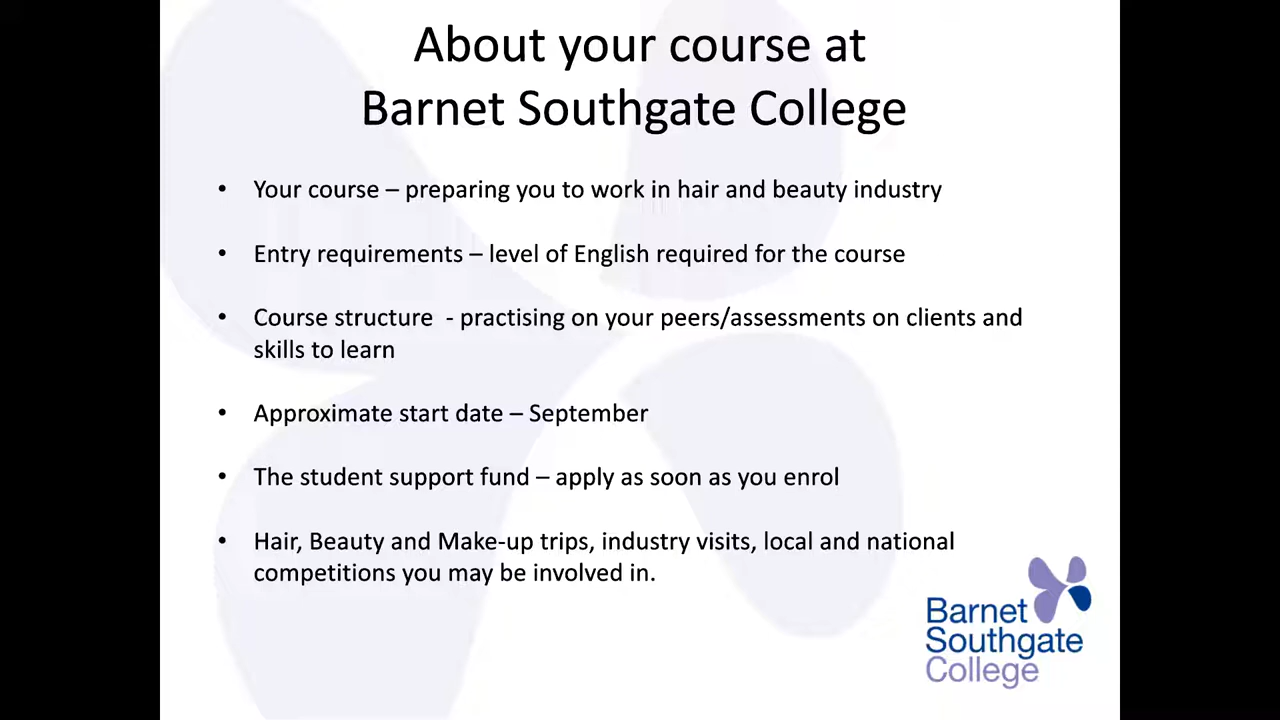 About your course at
Barnet Southgate College
• Your course – preparing you to work in hair and beauty industry
• Entry requirements – level of English required for the course
• Course structure  - practising on your peers/assessments on clients and
skills to learn
• Approximate start date – September
• The student support fund – apply as soon as you enrol
• Hair, Beauty and Make-up trips, industry visits, local and national
competitions you may be involved in.
Barnet
Southgate
College